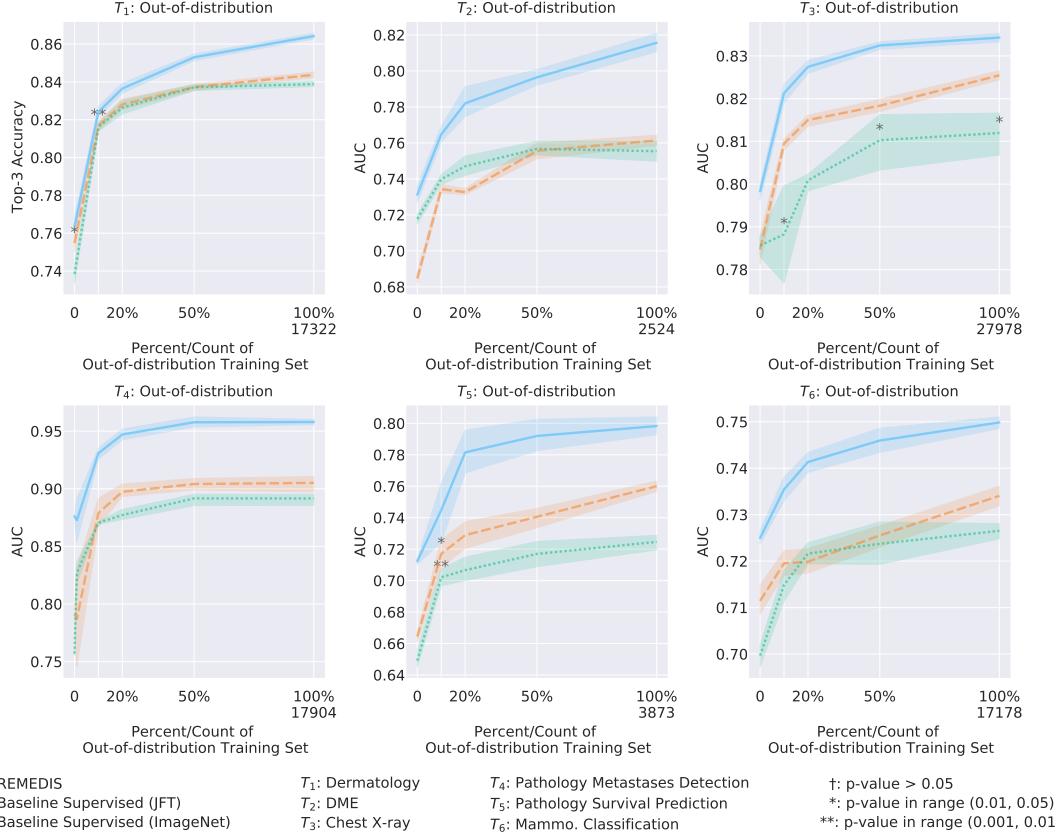 T1: Out-of-distribution
T2: Out-of-distribution
T3: Out-of-distribution
Top-3 Accuracy
0.86
0.84
0.82
0.80
0.78
0.76
0.74
**
*
0 20% 50% 100%
17322
Percent/Count of
Out-of-distribution Training Set
AUC
0.82
0.80
0.78
0.76
0.74
0.72
0.70
0.68
0 20% 50% 100%
2524
Percent/Count of
Out-of-distribution Training Set
AUC
0.83
0.82
0.81
0.80
0.79
0.78
*
*
*
0 20% 50% 100%
27978
Percent/Count of
Out-of-distribution Training Set
T4: Out-of-distribution
T5: Out-of-distribution
T6: Out-of-distribution
AUC
0.95
0.90
0.85
0.80
0.75
0 20% 50% 100%
17904
Percent/Count of
Out-of-distribution Training Set
AUC
0.80
0.78
0.76
0.74
0.72
0.70
0.68
0.66
0.64
*
**
0 20% 50% 100%
3873
Percent/Count of
Out-of-distribution Training Set
AUC
0.75
0.74
0.73
0.72
0.71
0.70
0 20% 50% 100%
17178
Percent/Count of
Out-of-distribution Training Set
REMEDIS
Baseline Supervised (JFT)
Baseline Supervised (ImageNet)
T1: Dermatology
T2: DME
T3: Chest X-ray
T4: Pathology Metastases Detection
T5: Pathology Survival Prediction
T6: Mammo. Classification
†: p-value > 0.05
*: p-value in range (0.01, 0.05)
**: p-value in range (0.001, 0.01